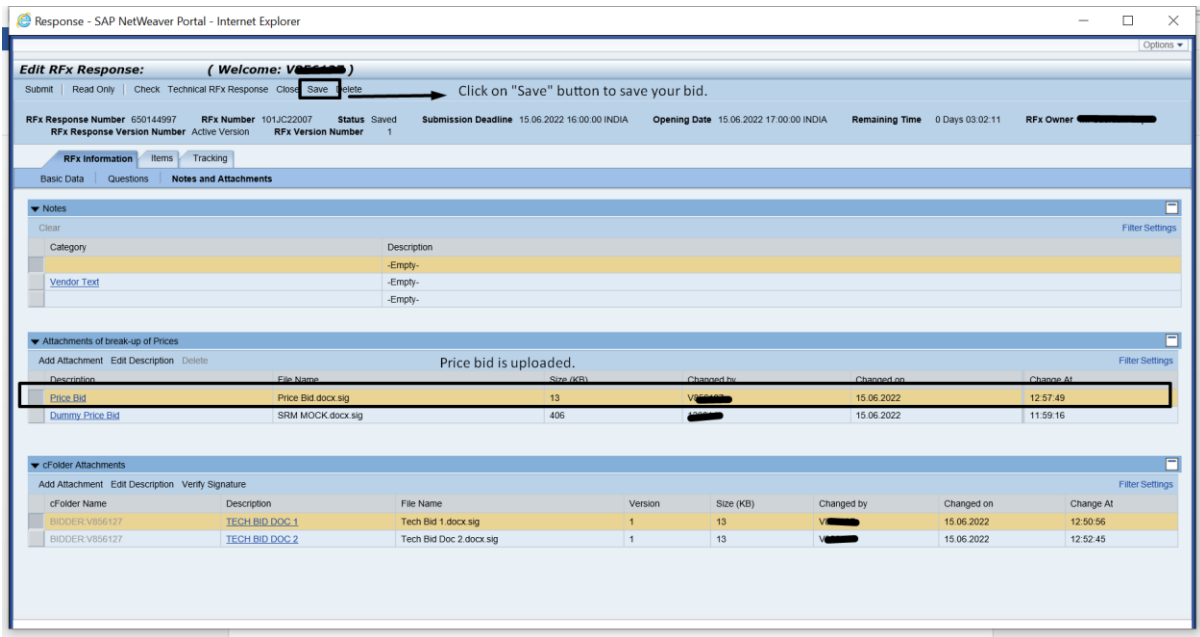 Response - SAP NetWeaver Portal - Internet Explorer
Options
Edit RFx Response: ( Welcome: )
Submit Read Only Check Technical RFx Response Close Save Delete Click on "Save" button to save your bid.
RFx Response Number 650144997 RFx Number 101JC22007 Status Saved Submission Deadline 15.06.2022 16:00:00 INDIA Opening Date 15.06.2022 17:00:00 INDIA Remaining Time 0 Days 03:02:11 RFx Owner
RFx Response Version Number Active Version RFx Version Number 1
RFx Information Items Tracking
Basic Data Questions Notes and Attachments
Notes
Clear Filter Settings
Category Description
-Empty-
Vendor Text -Empty-
-Empty-
Attachments of break-up of Prices
Add Attachment Edit Description Delete Price bid is uploaded. Filter Settings
Description File Name Size (KB) Changed by Changed on Change At
Price Bid Price Bid.docx.sig 13 15.06.2022 12:57:49
Dummy Price Bid SRM MOCK.docx.sig 406 15.06.2022 11:59:16
cFolder Attachments
Add Attachment Edit Description Verify Signature Filter Settings
cFolder Name Description File Name Version Size (KB) Changed by Changed on Change At
BIDDER:V856127 TECH BID DOC 1 Tech Bid 1.docx.sig 1 13 15.06.2022 12:50:56
BIDDER:V856127 TECH BID DOC 2 Tech Bid Doc 2.docx.sig 1 13 15.06.2022 12:52:45